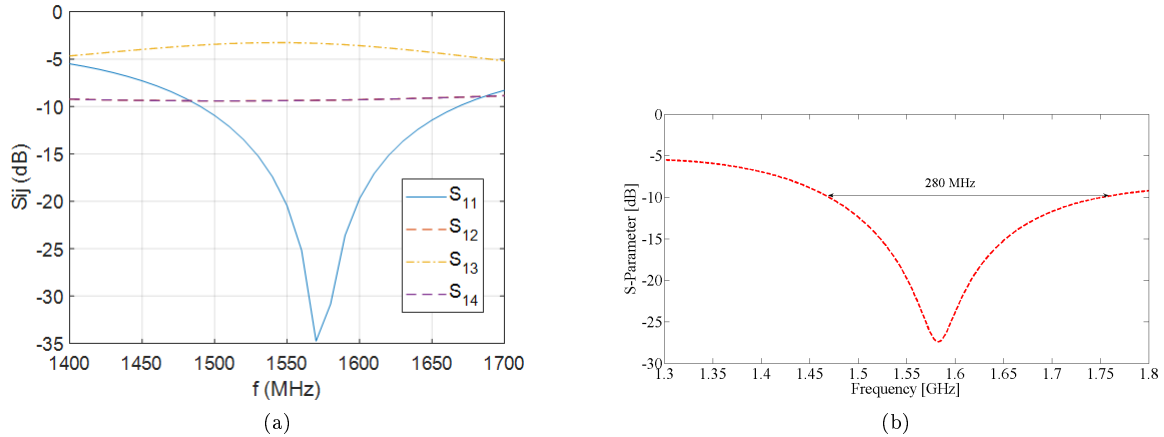 0
-5
-10
-15
-20
-25
-30
-35
Sij (dB)
1400 1450 1500 1550 1600 1650 1700
f (MHz)
S11
S12
S13
S14
(a)
0
-5
-10
-15
-20
-25
-30
S-Parameter [dB]
280 MHz
1.3 1.35 1.4 1.45 1.5 1.55 1.6 1.65 1.7 1.75 1.8
Frequency [GHz]
(b)